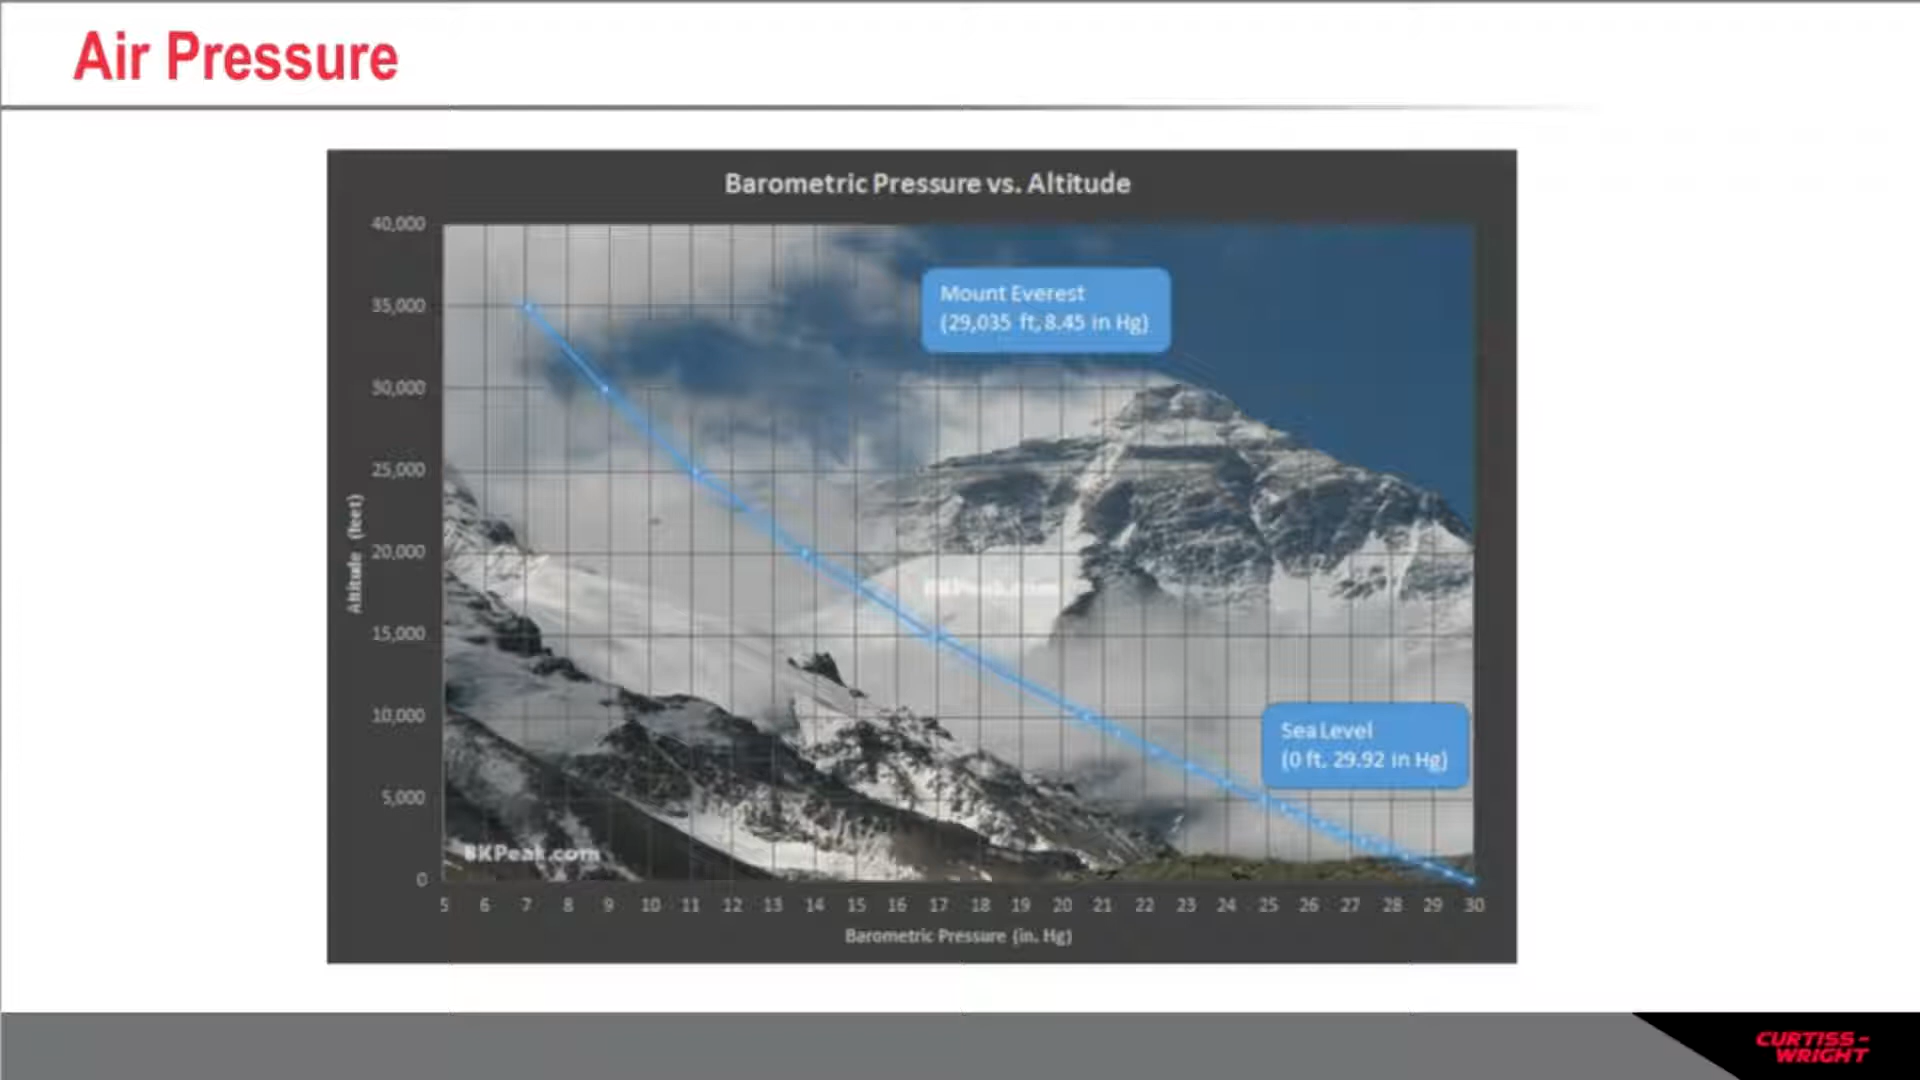 Air Pressure
Barometric Pressure vs. Altitude
40,000
35,000
30,000
25,000
20,000
15,000
10,000
5,000
0
Altitude (feet)
Mount Everest
(29,035 ft, 8.45 in Hg)
BKPeak.com
Sea Level
(0 ft, 29.92 in Hg)
BKPeak.com
5 6 7 8 9 10 11 12 13 14 15 16 17 18 19 20 21 22 23 24 25 26 27 28 29 30
Barometric Pressure (in. Hg)
CURTISS-
WRIGHT